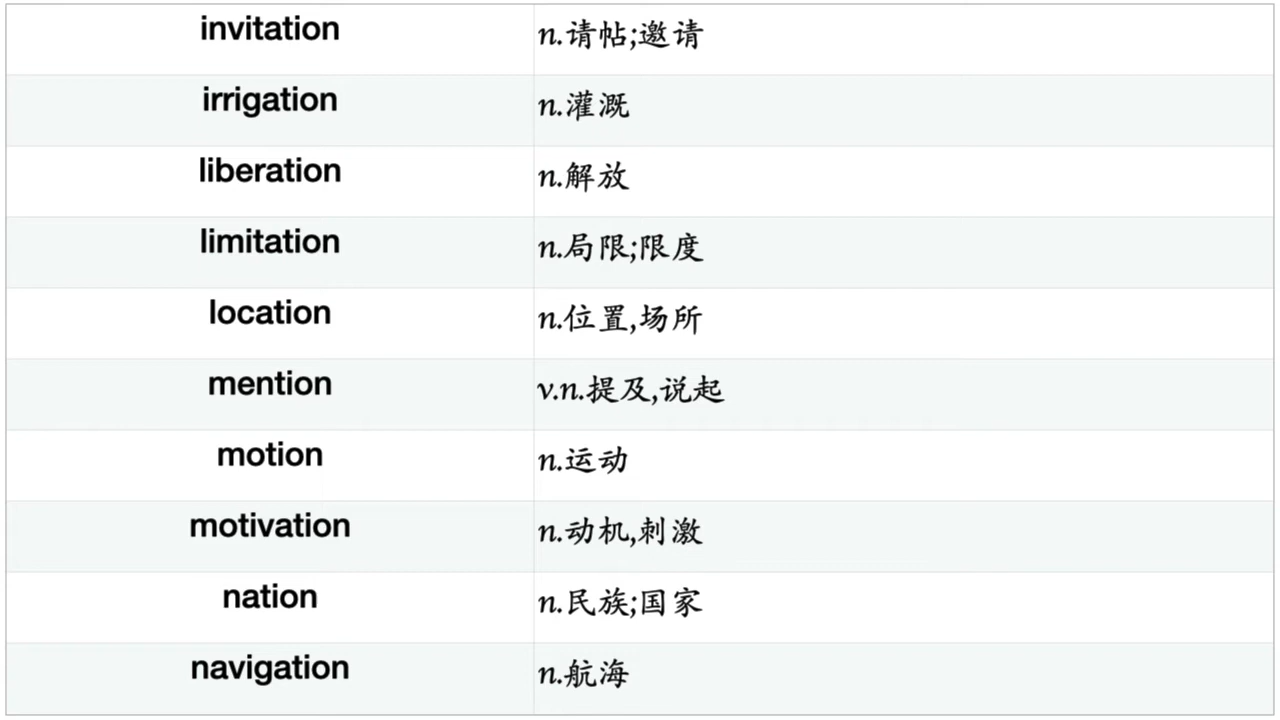 invitation n.请帖;邀请
irrigation n.灌溉
liberation n.解放
limitation n.局限;限度
location n.位置,场所
mention v.n.提及,说起
motion n.运动
motivation n.动机,刺激
nation n.民族;国家
navigation n.航海